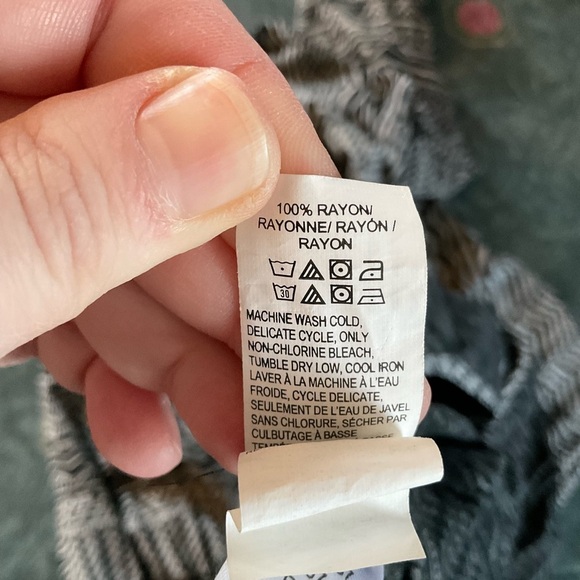 100% RAYON/
RAYONNE/ RAYÓN /
RAYON
30
MACHINE WASH COLD,
DELICATE CYCLE, ONLY
NON-CHLORINE BLEACH,
TUMBLE DRY LOW, COOL IRON
LAVER À LA MACHINE À L'EAU
FROIDE, CYCLE DELICATE,
SEULEMENT DE L'EAU DE JAVEL
SANS CHLORURE, SÉCHER PAR
CULBUTAGE À BASSE